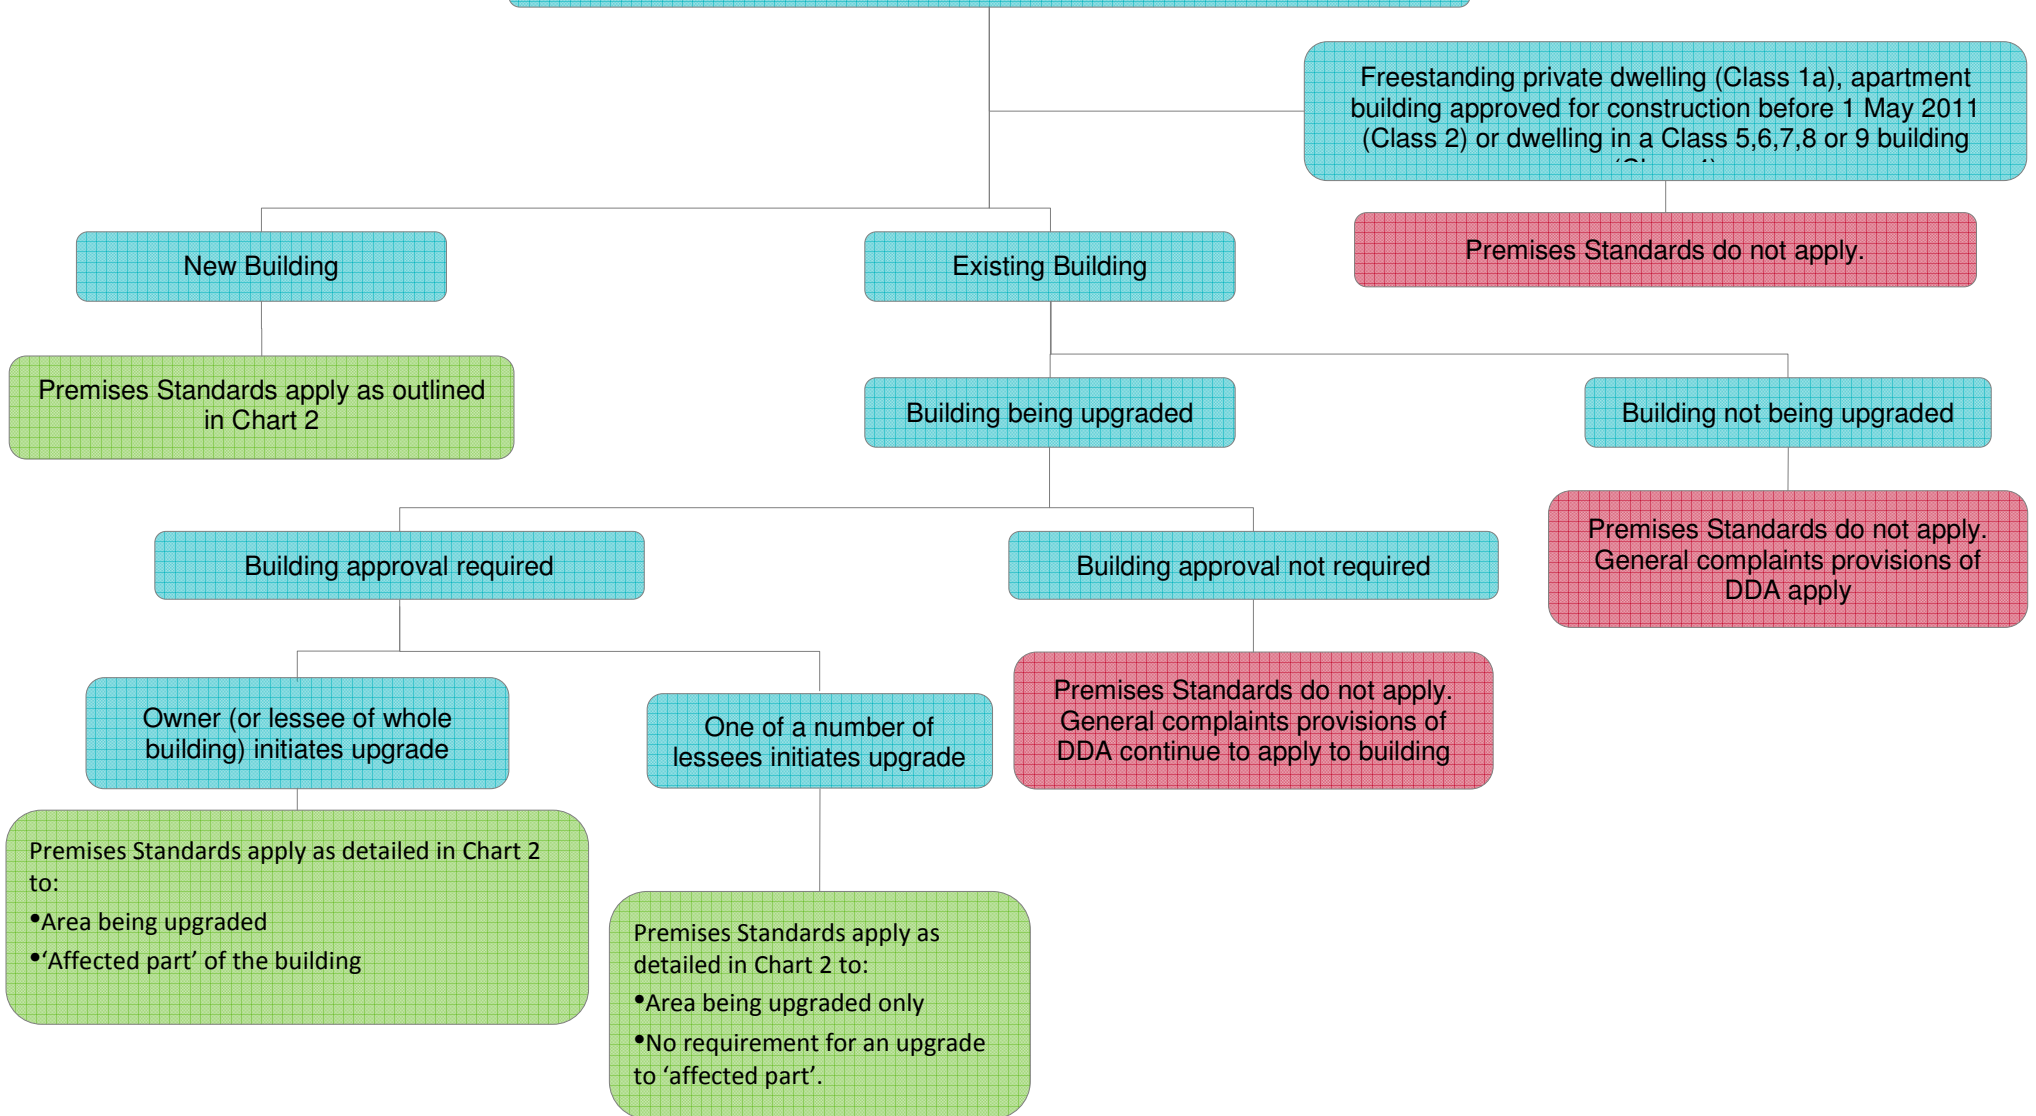 Freestanding private dwelling (Class 1a), apartment
building approved for construction before 1 May 2011
(Class 2) or dwelling in a Class 5,6,7,8 or 9 building
Premises Standards do not apply.
New Building
Existing Building
Premises Standards apply as outlined
in Chart 2
Building being upgraded
Building not being upgraded
Premises Standards do not apply.
General complaints provisions of
DDA apply
Building approval required
Building approval not required
Owner (or lessee of whole
building) initiates upgrade
One of a number of
lessees initiates upgrade
Premises Standards do not apply.
General complaints provisions of
DDA continue to apply to building
Premises Standards apply as detailed in Chart 2
to:
•Area being upgraded
•‘Affected part’ of the building
Premises Standards apply as
detailed in Chart 2 to:
•Area being upgraded only
•No requirement for an upgrade
to ‘affected part’.